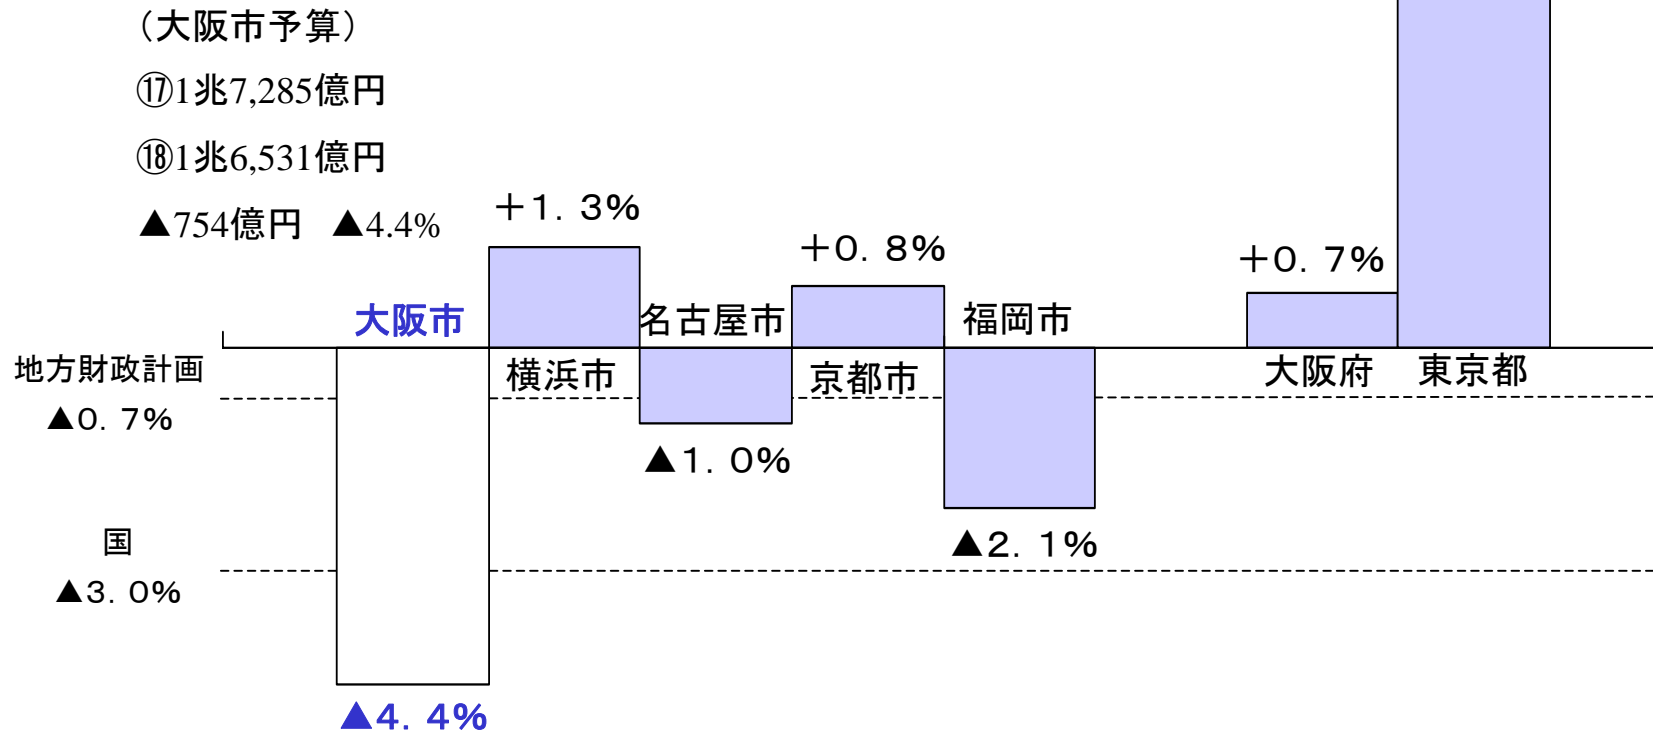 （大阪市予算）
⑰1兆7,285億円
⑱1兆6,531億円
▲754億円 ▲4.4%
＋１．３％
＋０．８％
＋０．７％
大阪市
名古屋市
福岡市
横浜市
京都市
大阪府
東京都
地方財政計画
▲０．７％
▲１．０％
▲２．１％
国
▲３．０％
▲４．４％